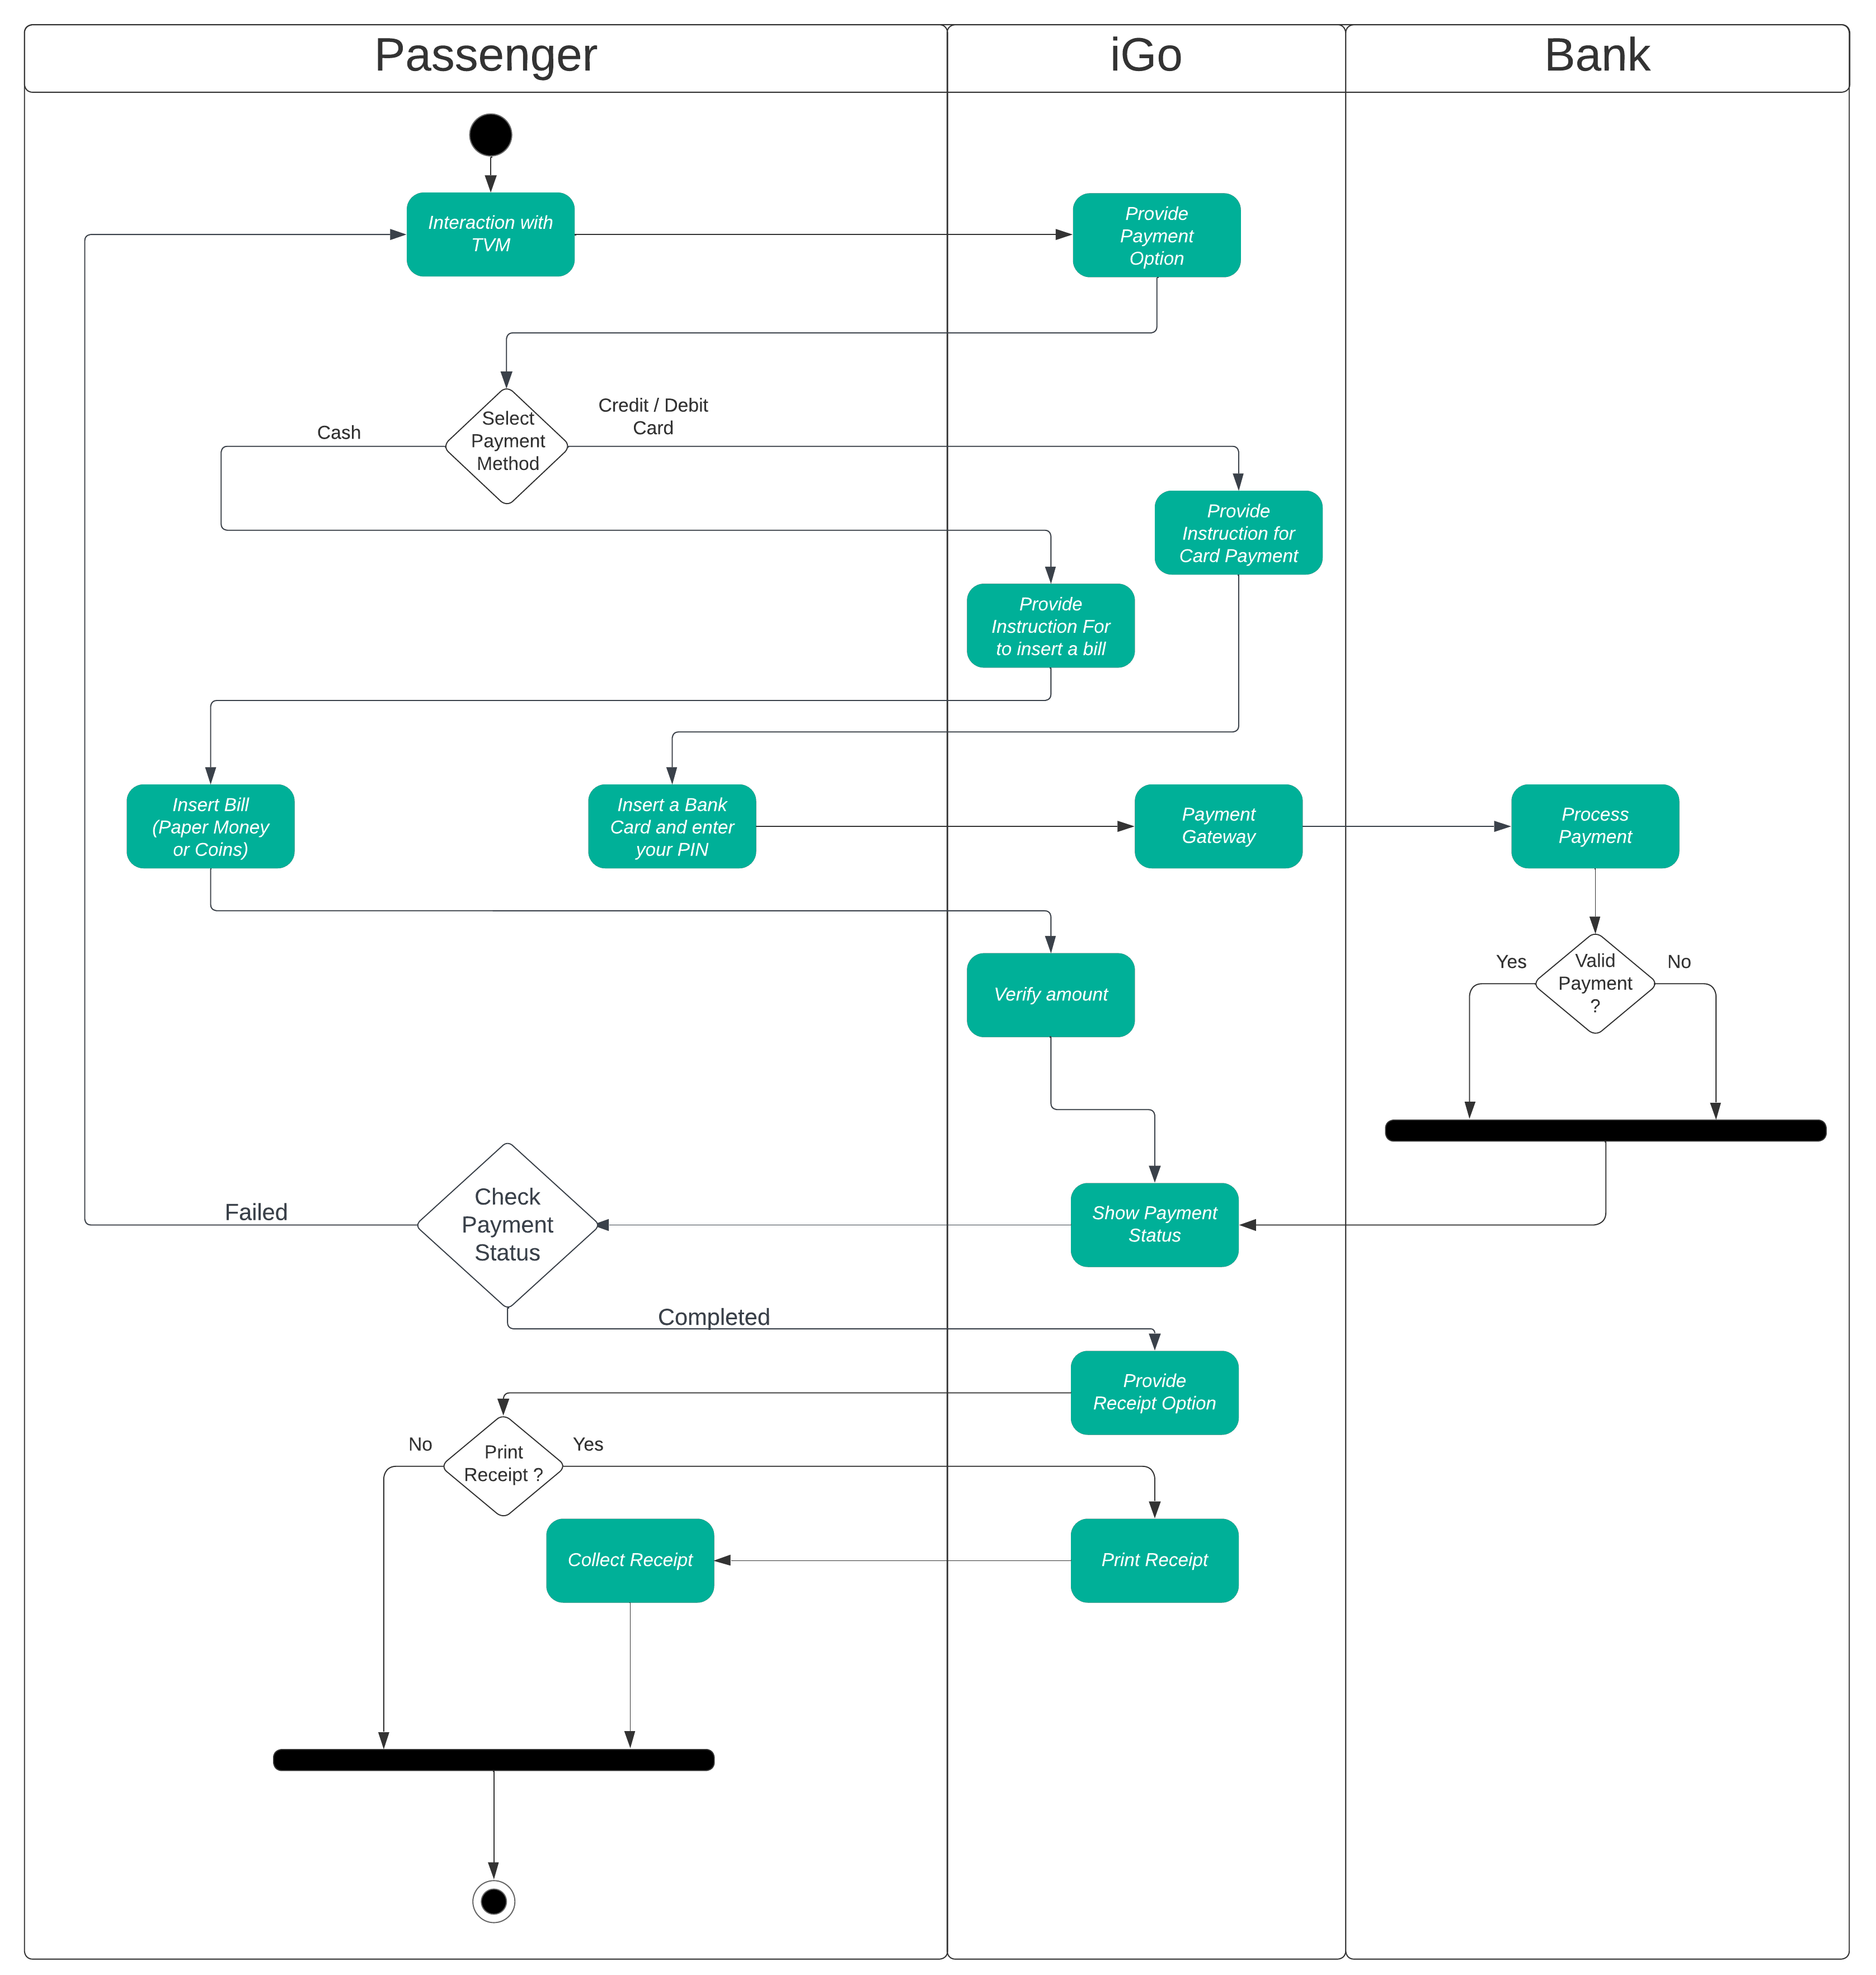 Passenger
iGo
Bank
Interaction with
TVM
Provide
Payment
Option
Select
Payment
Method
Cash
Credit / Debit
Card
Provide
Instruction for
Card Payment
Provide
Instruction For
to insert a bill
Insert Bill
(Paper Money
or Coins)
Insert a Bank
Card and enter
your PIN
Payment
Gateway
Process
Payment
Valid
Payment
?
Yes
No
Verify amount
Show Payment
Status
Check
Payment
Status
Failed
Completed
Provide
Receipt Option
Print
Receipt ?
No
Yes
Collect Receipt
Print Receipt